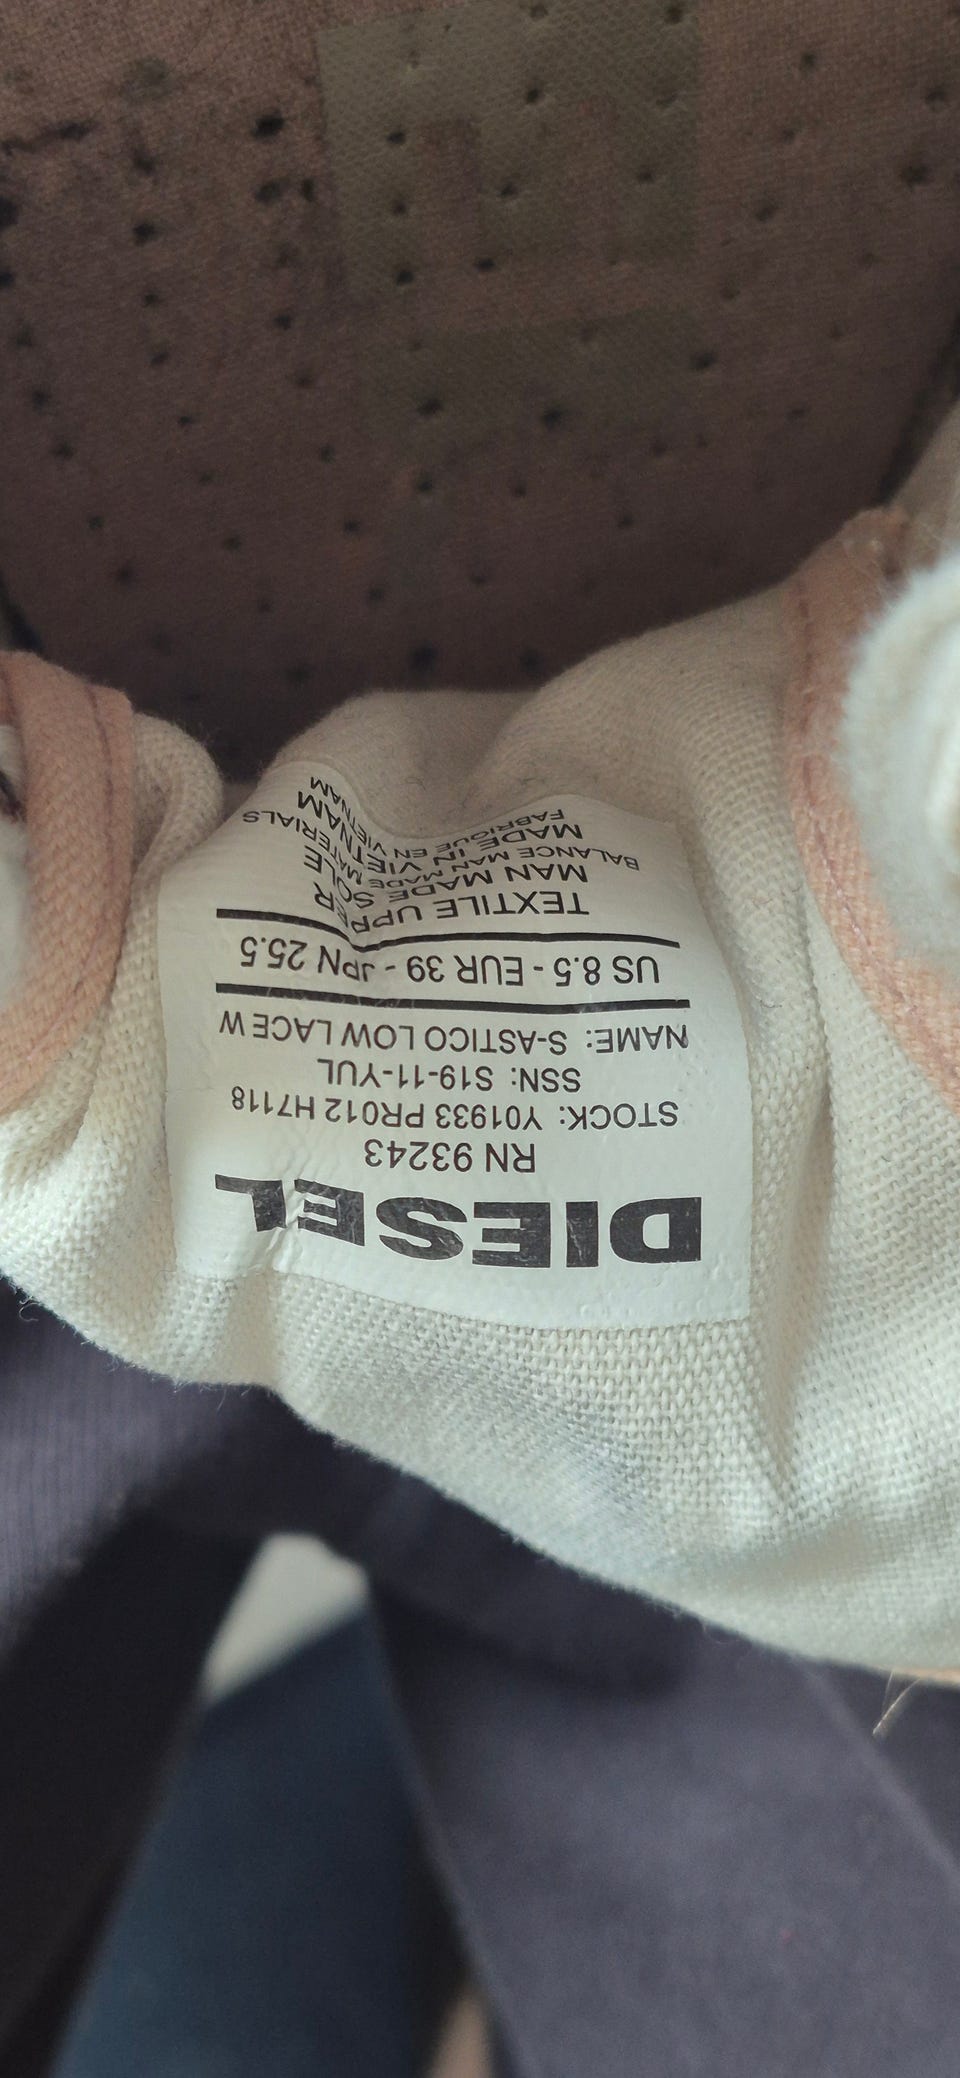 DIESEL
RN 93243
STOCK: Y01933 PR012 H7118
SSN: S19-11-YUL
NAME: S-ASTICO LOW LACE W
US 8.5 - EUR 39 - JPN 25.5
TEXTILE UPPER
MAN MADE SOLE
BALANCE MAN MADE MATERIALS
MADE IN VIETNAM
FABRIQUE EN VIETNAM